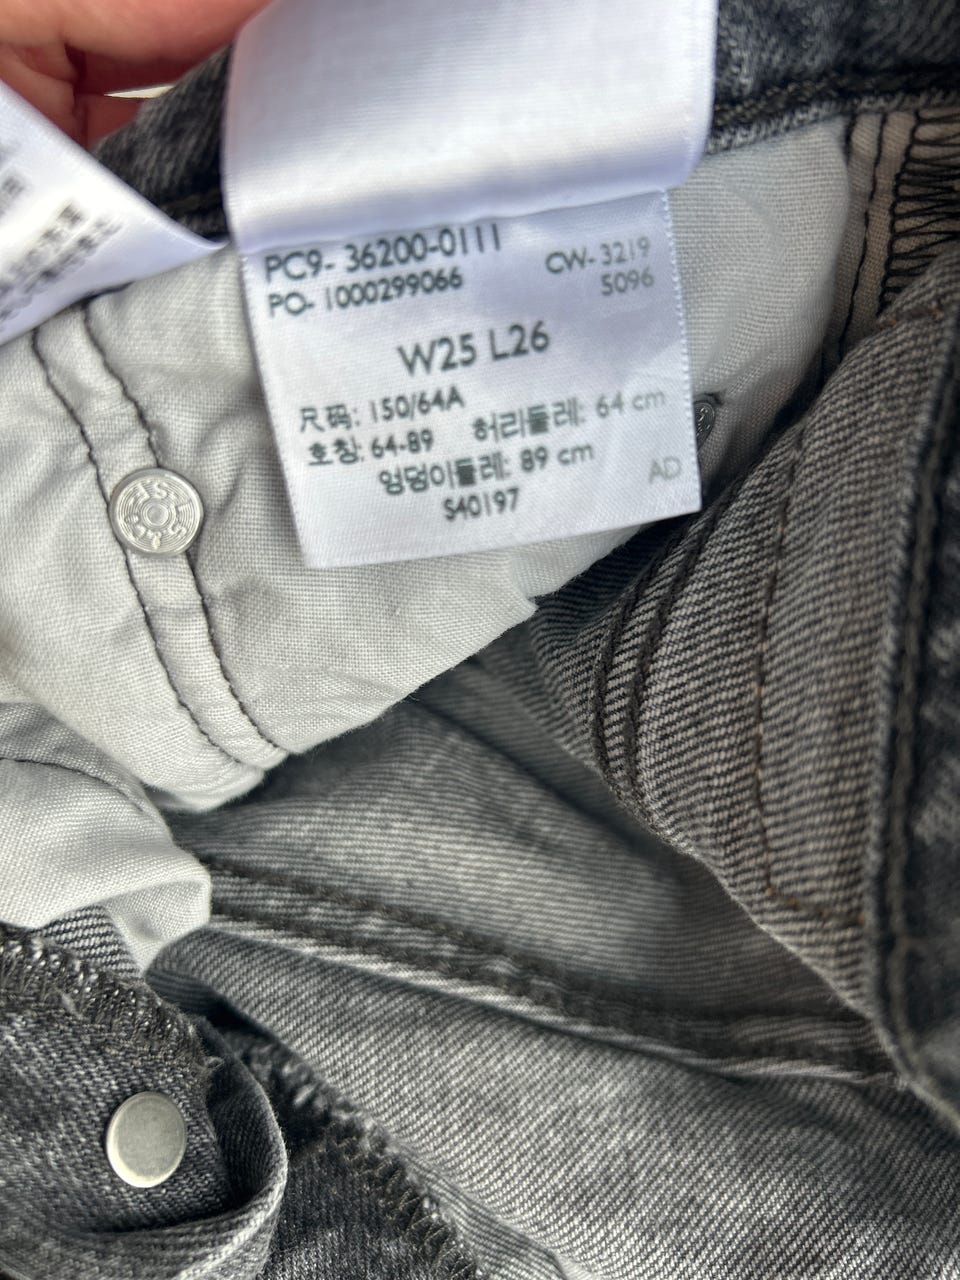 PC9- 36200-0111
PO- 1000299066
CW- 3219
5096
W25 L26
尺码: 150/64A
호칭: 64-89 허리둘레: 64 cm
엉덩이둘레: 89 cm
AD
S40197